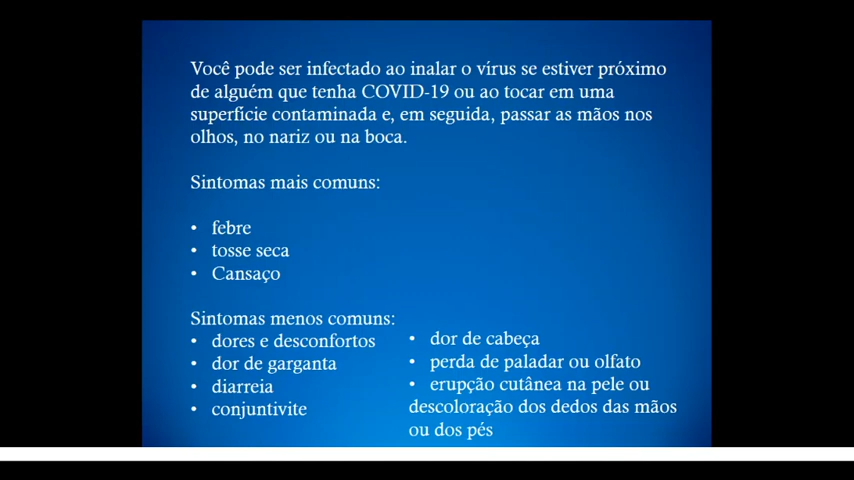 Você pode ser infectado ao inalar o vírus se estiver próximo
de alguém que tenha COVID-19 ou ao tocar em uma
superfície contaminada e, em seguida, passar as mãos nos
olhos, no nariz ou na boca.
Sintomas mais comuns:
• febre
• tosse seca
• Cansaço
Sintomas menos comuns:
• dores e desconfortos
• dor de garganta
• diarreia
• conjuntivite
• dor de cabeça
• perda de paladar ou olfato
• erupção cutânea na pele ou
descoloração dos dedos das mãos
ou dos pés